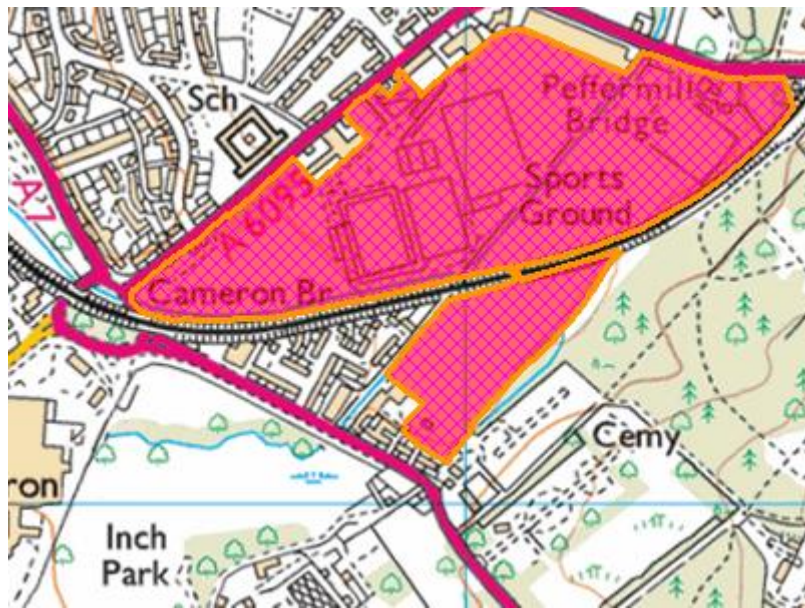 Sch
Peffermill
Bridge
A7
A 6095
Sports
Ground
Cameron Br
Cemy
ron
Inch
Park